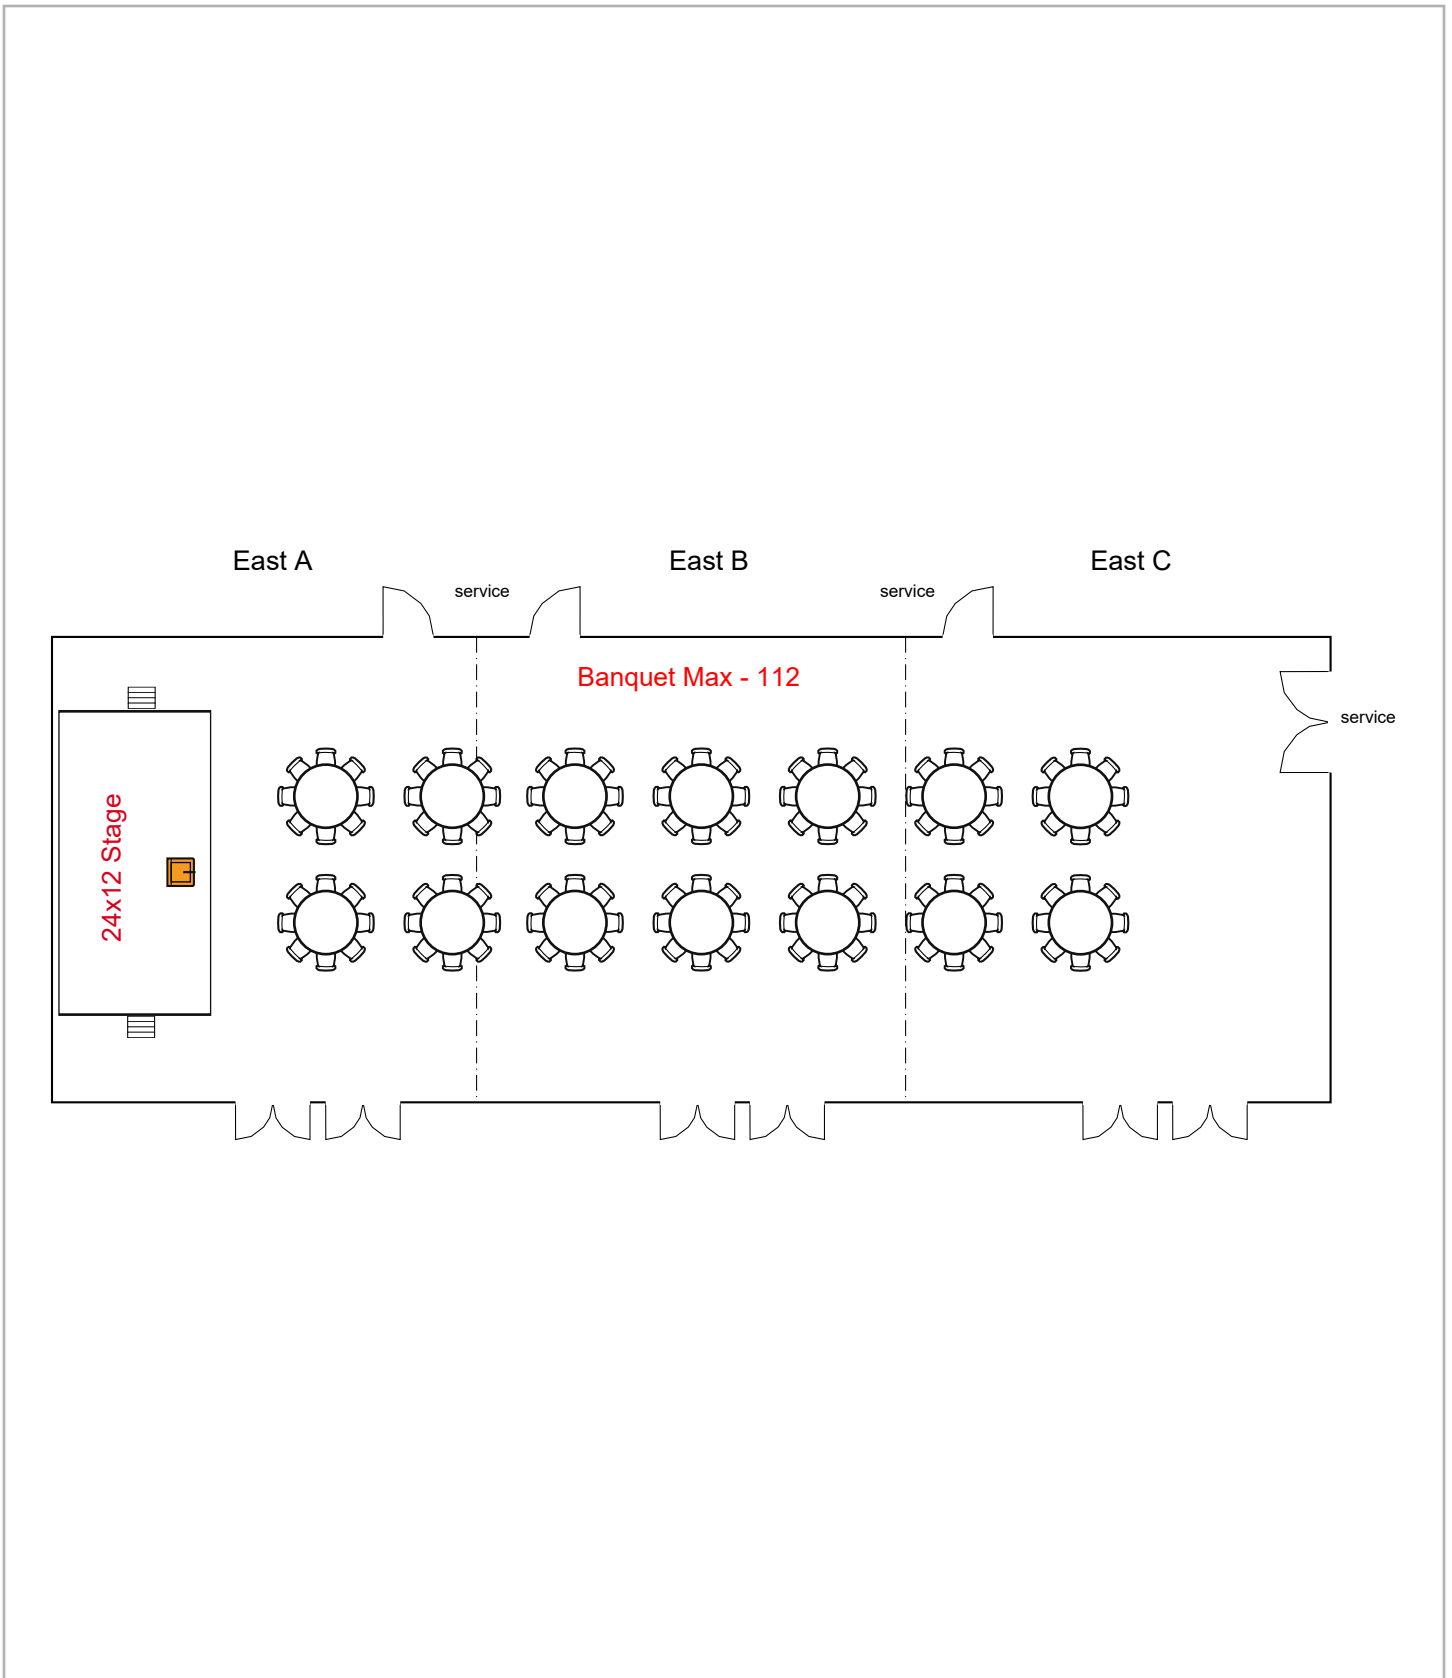 East A
East B
East C
service
service
Banquet Max - 112
service
24x12 Stage